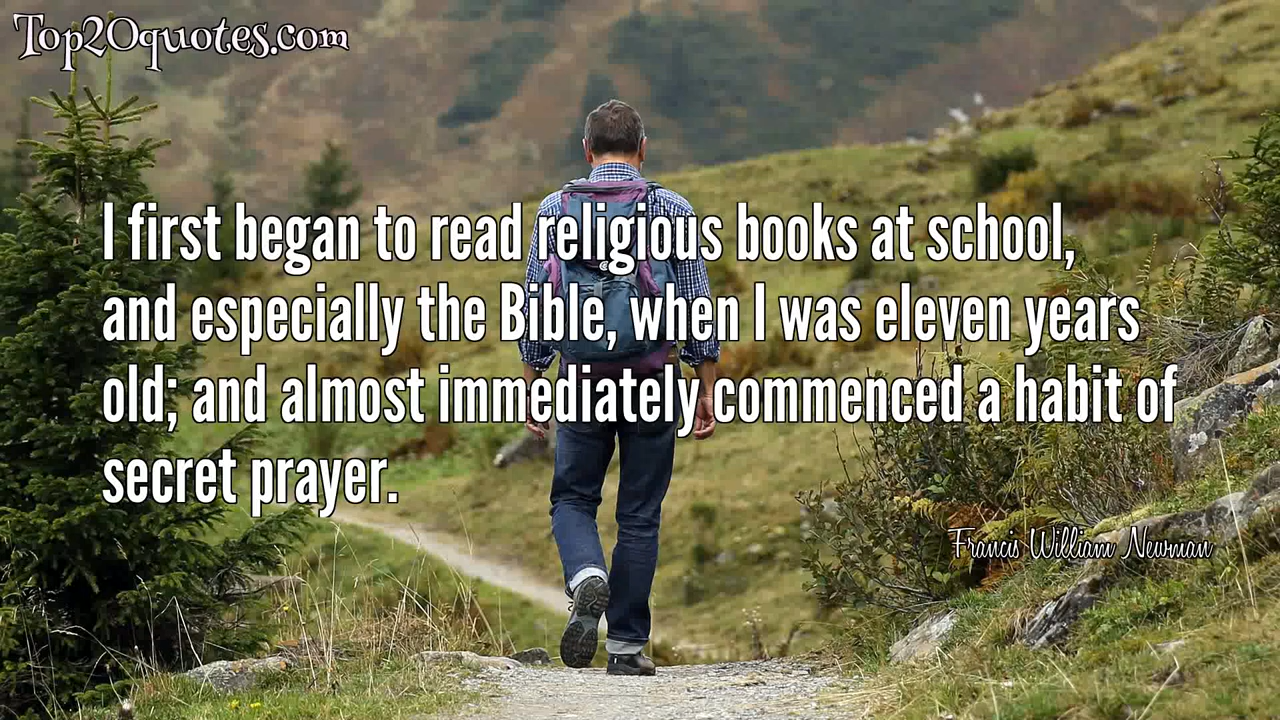 Top20quotes.com
I first began to read religious books at school,
and especially the Bible, when I was eleven years
old; and almost immediately commenced a habit of
secret prayer.
Francis William Newman